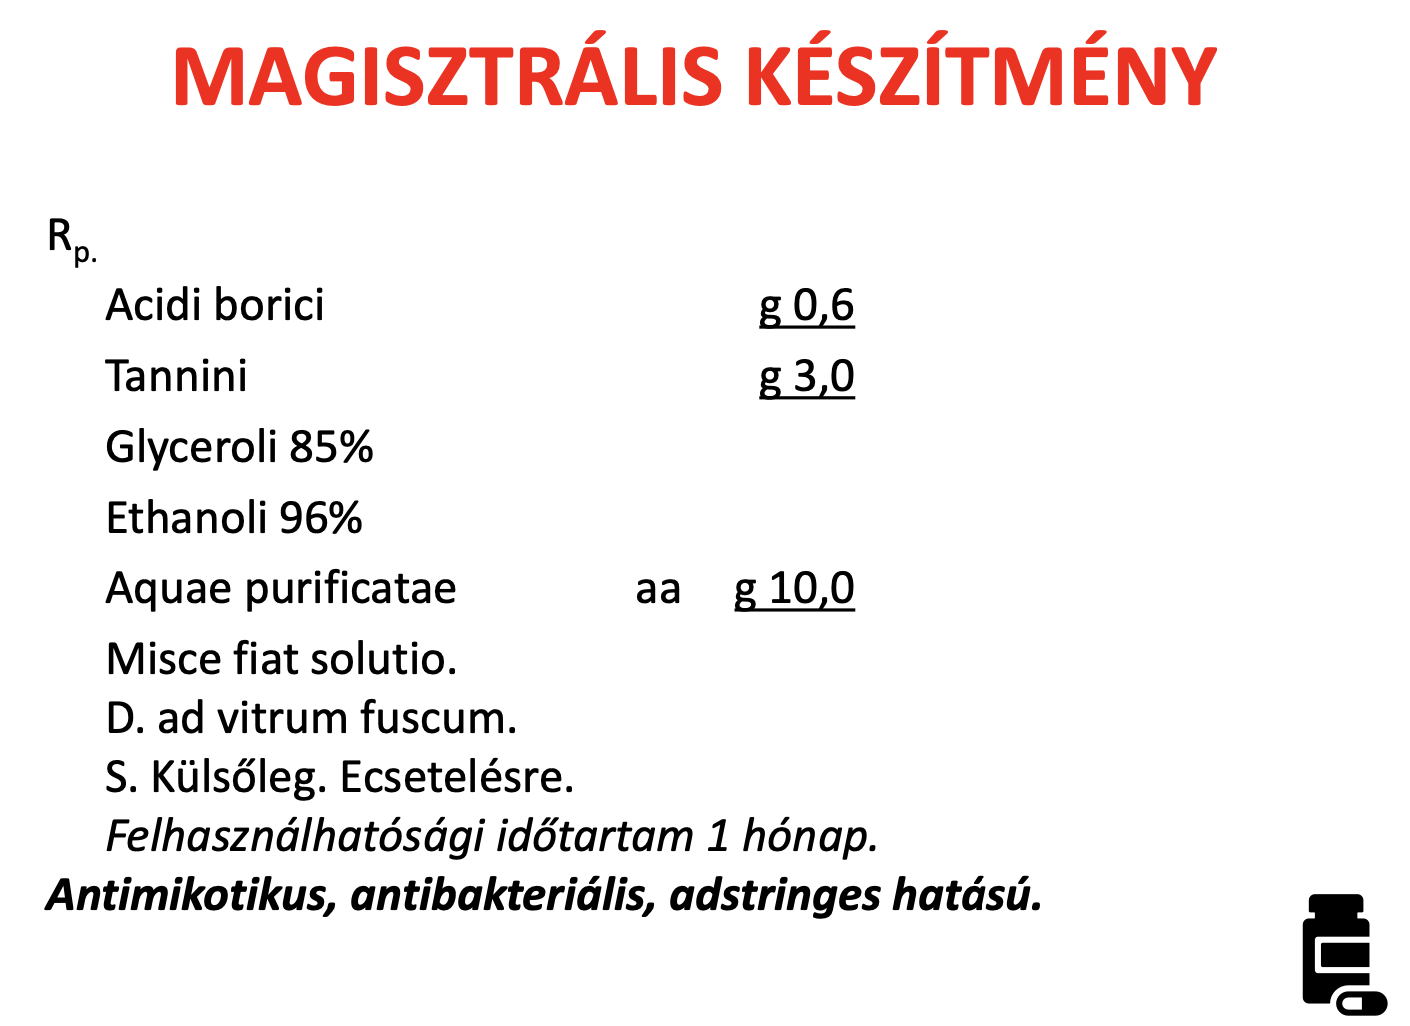 MAGISZTRÁLIS KÉSZÍTMÉNY
Rp.
Acidi borici g 0,6
Tannini g 3,0
Glyceroli 85%
Ethanoli 96%
Aquae purificatae aa g 10,0
Misce fiat solutio.
D. ad vitrum fuscum.
S. Külsőleg. Ecsetelésre.
Felhasználhatósági időtartam 1 hónap.
Antimikotikus, antibakteriális, adstringes hatású.